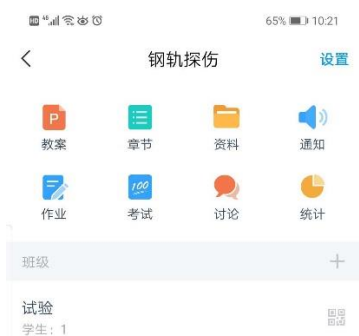 65% 10:21
钢轨探伤 设置
P
教案 章节 资料 通知
100
作业 考试 讨论 统计
班级
试验
学生：1